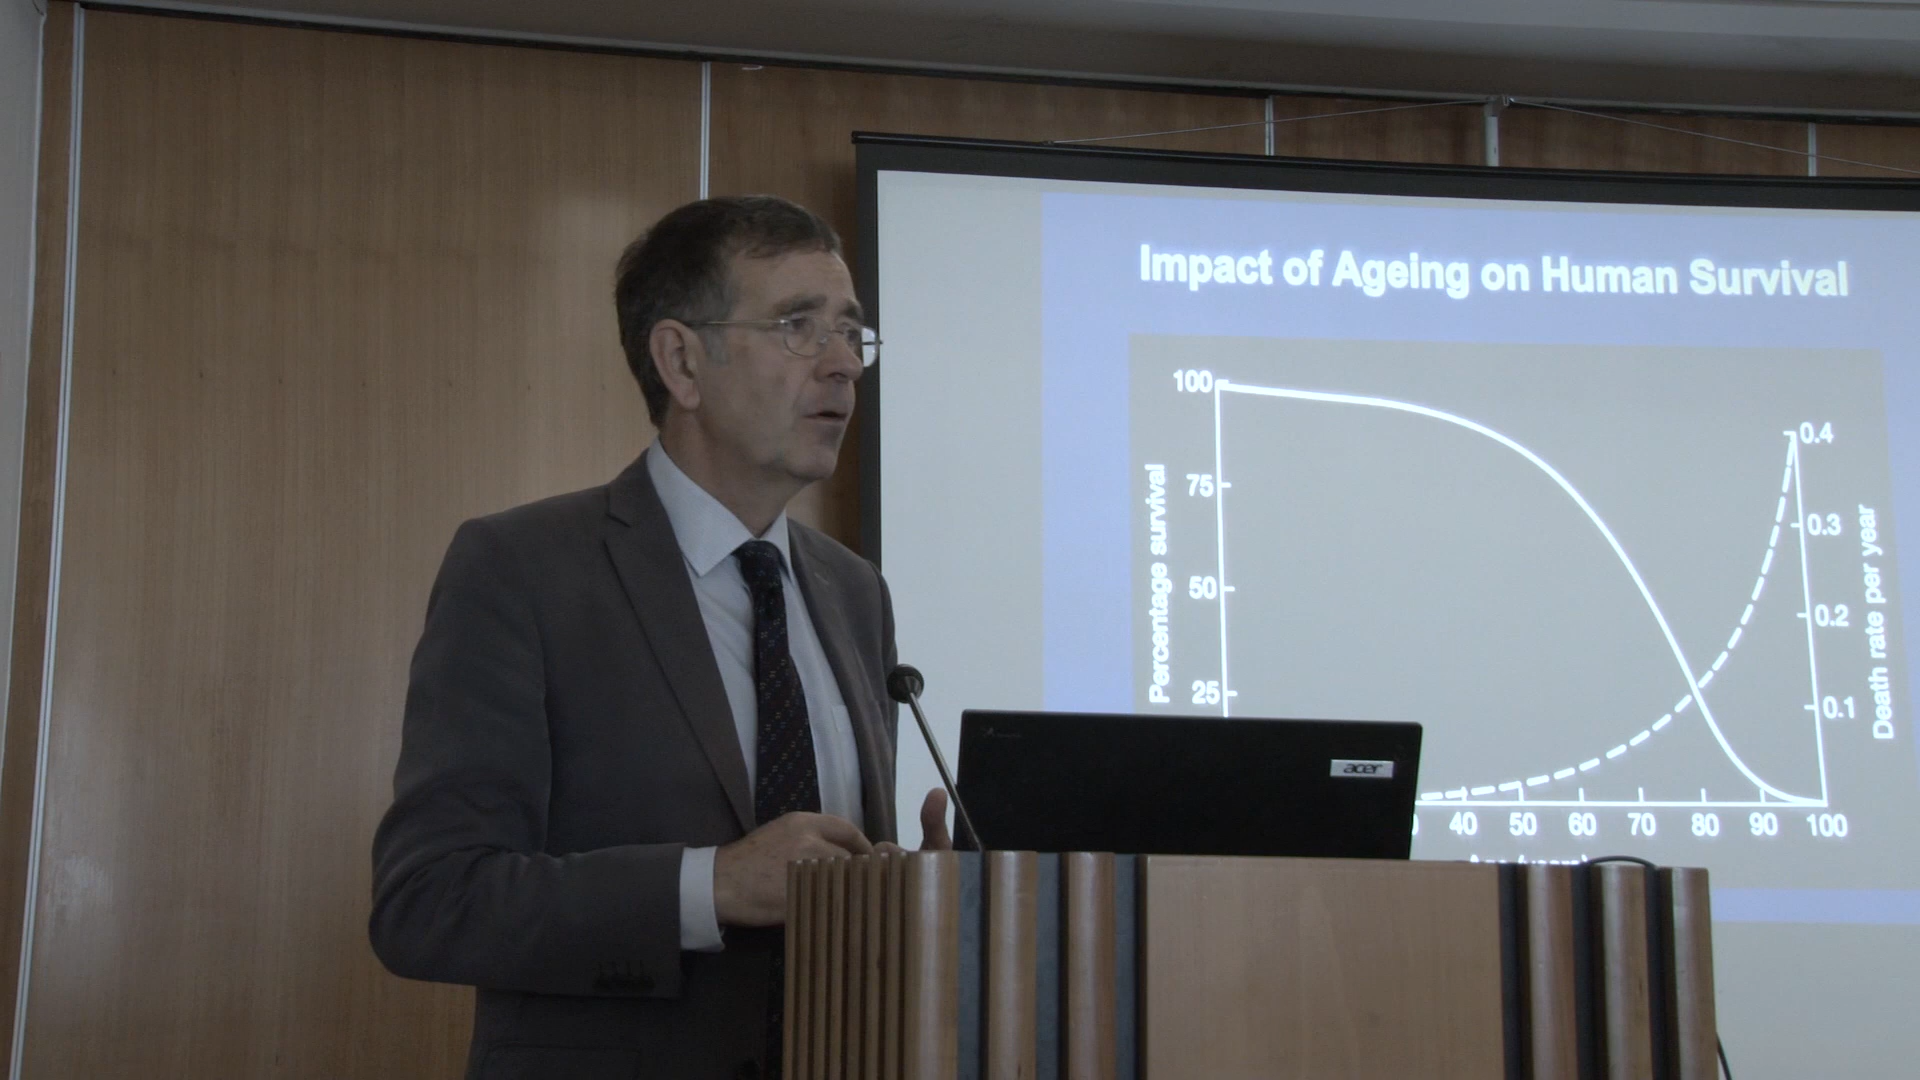 Impact of Ageing on Human Survival
100
75
50
25
Percentage survival
0.4
0.3
0.2
0.1
Death rate per year
40 50 60 70 80 90 100
acer